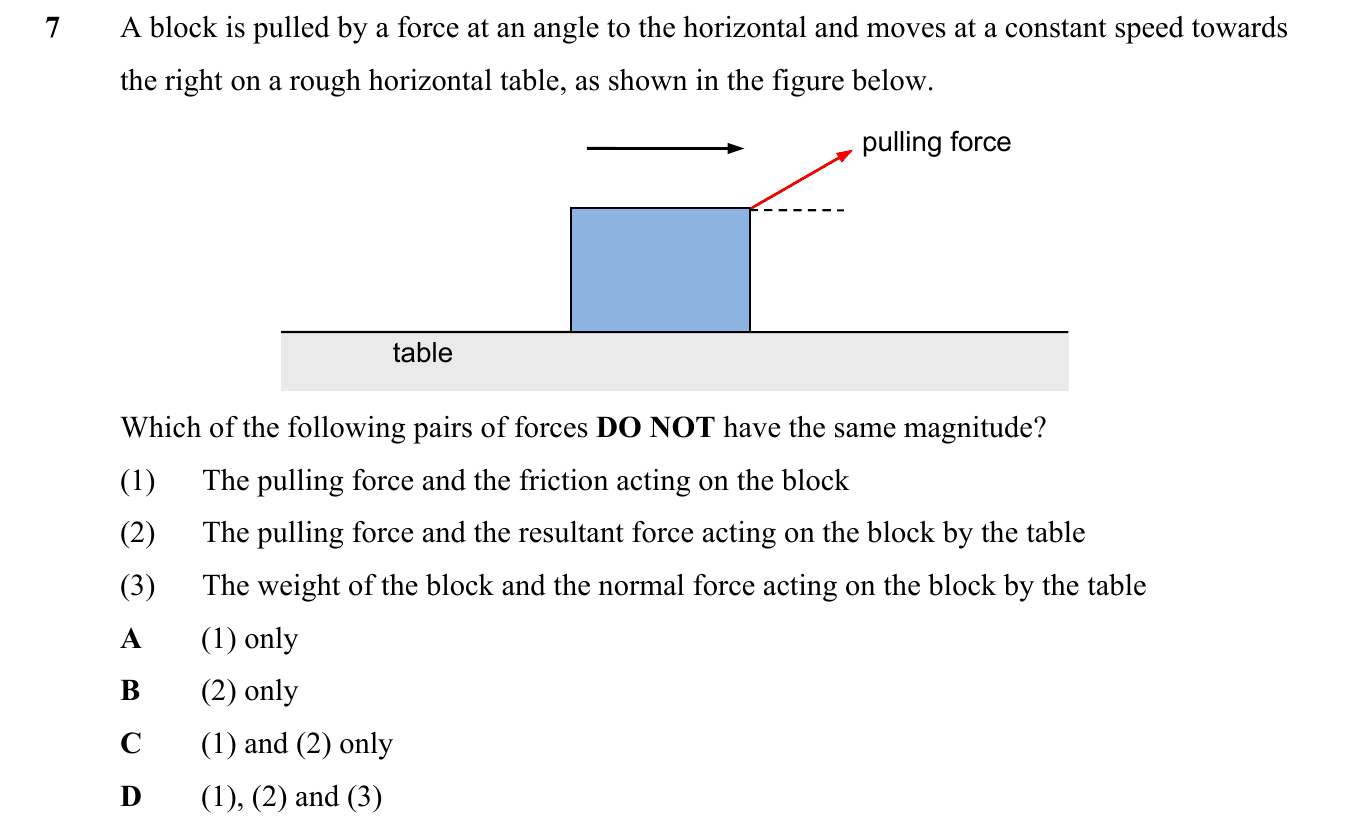 7 A block is pulled by a force at an angle to the horizontal and moves at a constant speed towards
the right on a rough horizontal table, as shown in the figure below.
pulling force
table
Which of the following pairs of forces DO NOT have the same magnitude?
(1) The pulling force and the friction acting on the block
(2) The pulling force and the resultant force acting on the block by the table
(3) The weight of the block and the normal force acting on the block by the table
A (1) only
B (2) only
C (1) and (2) only
D (1), (2) and (3)